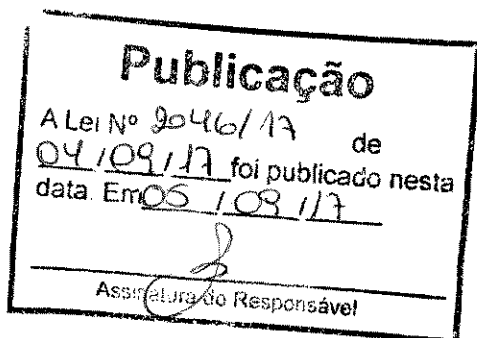 Publicação
A Lei Nº 2046/17 de
04/09/17 foi publicado nesta
data. Em 05/09/17
Assinatura do Responsável